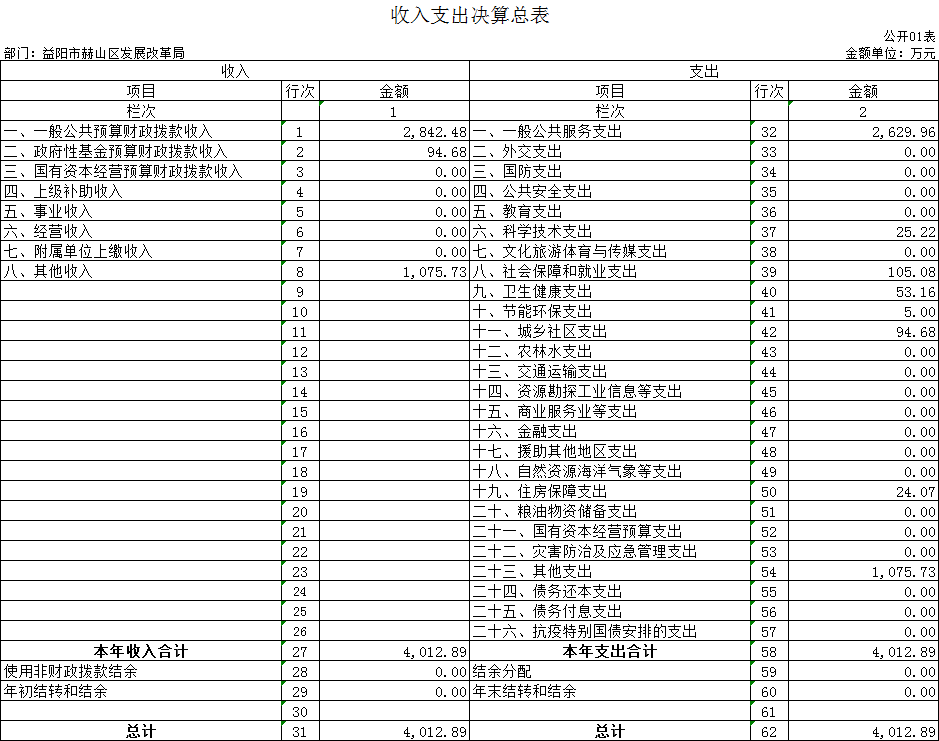 收入支出决算总表
公开01表
部门：益阳市赫山区发展改革局 金额单位：万元
收入 支出
项目 行次 金额 项目 行次 金额
栏次 1 栏次 2
一、一般公共预算财政拨款收入 1 2,842.48 一、一般公共服务支出 32 2,629.96
二、政府性基金预算财政拨款收入 2 94.68 二、外交支出 33 0.00
三、国有资本经营预算财政拨款收入 3 0.00 三、国防支出 34 0.00
四、上级补助收入 4 0.00 四、公共安全支出 35 0.00
五、事业收入 5 0.00 五、教育支出 36 0.00
六、经营收入 6 0.00 六、科学技术支出 37 25.22
七、附属单位上缴收入 7 0.00 七、文化旅游体育与传媒支出 38 0.00
八、其他收入 8 1,075.73 八、社会保障和就业支出 39 105.08
9 九、卫生健康支出 40 53.16
10 十、节能环保支出 41 5.00
11 十一、城乡社区支出 42 94.68
12 十二、农林水支出 43 0.00
13 十三、交通运输支出 44 0.00
14 十四、资源勘探工业信息等支出 45 0.00
15 十五、商业服务业等支出 46 0.00
16 十六、金融支出 47 0.00
17 十七、援助其他地区支出 48 0.00
18 十八、自然资源海洋气象等支出 49 0.00
19 十九、住房保障支出 50 24.07
20 二十、粮油物资储备支出 51 0.00
21 二十一、国有资本经营预算支出 52 0.00
22 二十二、灾害防治及应急管理支出 53 0.00
23 二十三、其他支出 54 1,075.73
24 二十四、债务还本支出 55 0.00
25 二十五、债务付息支出 56 0.00
26 二十六、抗疫特别国债安排的支出 57 0.00
本年收入合计 27 4,012.89 本年支出合计 58 4,012.89
使用非财政拨款结余 28 0.00 结余分配 59 0.00
年初结转和结余 29 0.00 年末结转和结余 60 0.00
30 61
总计 31 4,012.89 总计 62 4,012.89